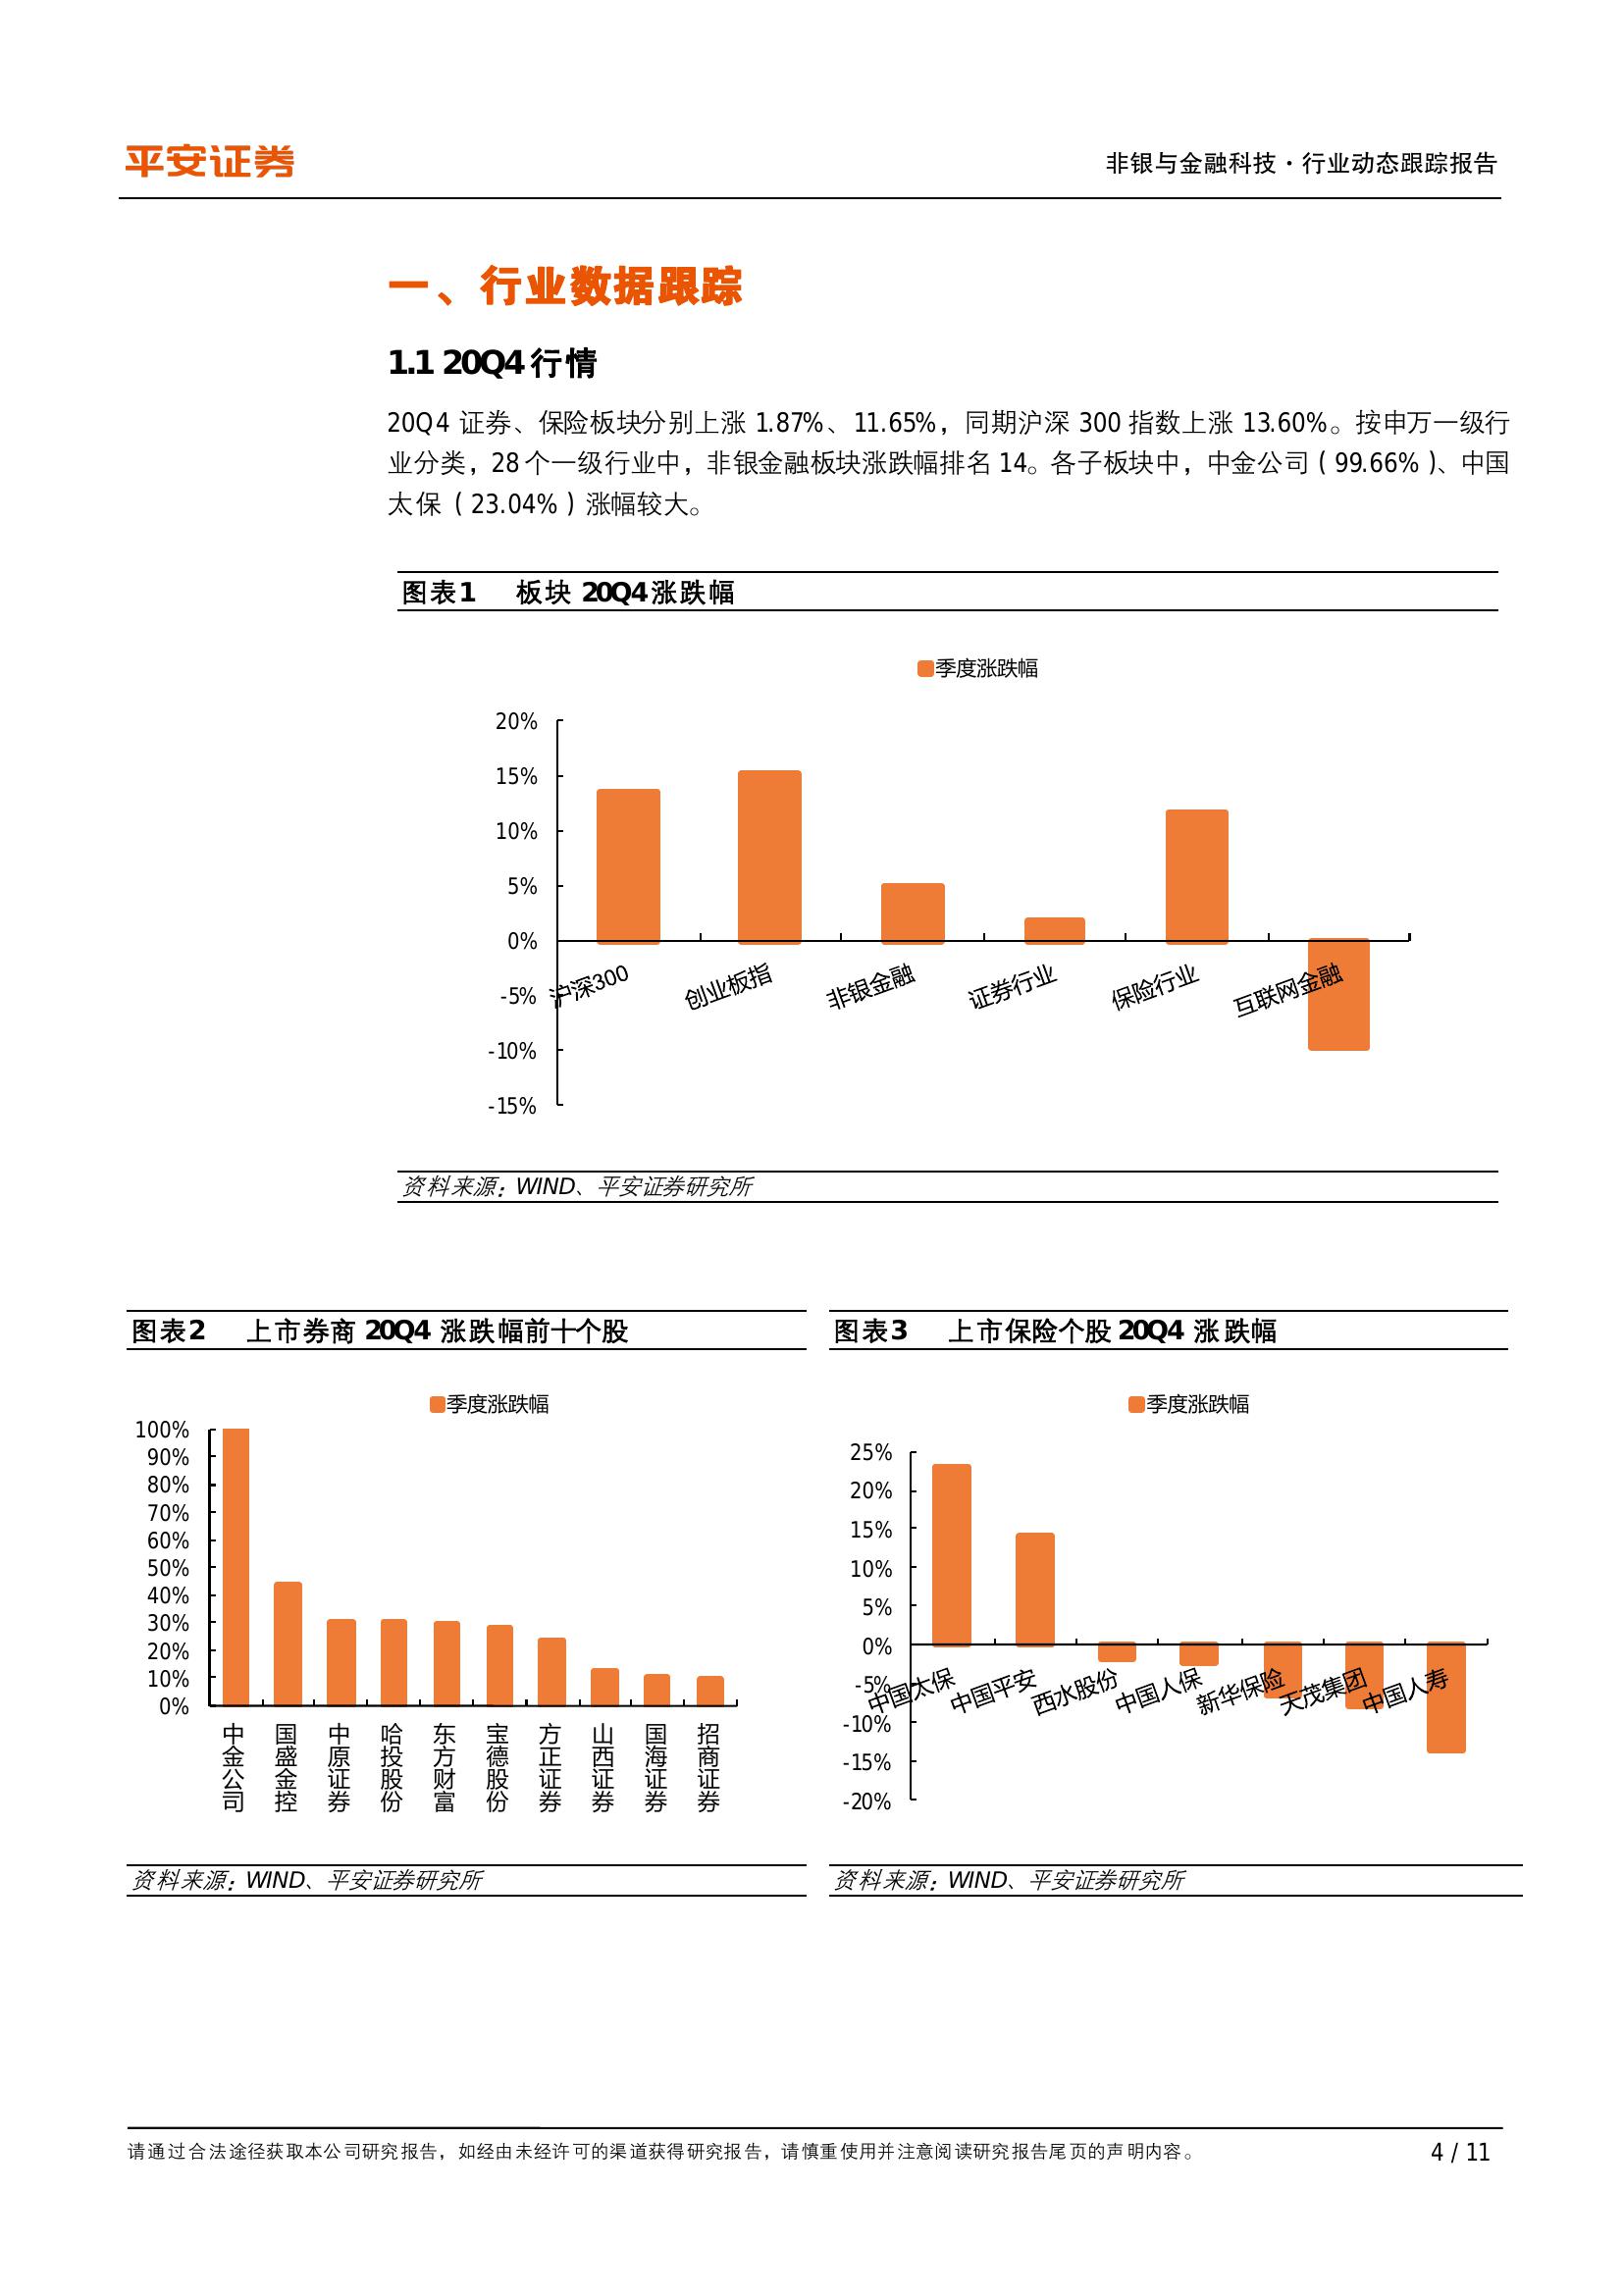 平安证券
非银与金融科技·行业动态跟踪报告
一、行业数据跟踪
1.1 20Q4 行情
20Q4 证券、保险板块分别上涨 1.87%、11.65%，同期沪深 300 指数上涨 13.60%。按申万一级行
业分类，28 个一级行业中，非银金融板块涨跌幅排名 14。各子板块中，中金公司（99.66%）、中国
太保（23.04%）涨幅较大。
图表1 板块 20Q4 涨跌幅
季度涨跌幅
20%
15%
10%
5%
0%
-5%
-10%
-15%
沪深300 创业板指 非银金融 证券行业 保险行业 互联网金融
资料来源：WIND、平安证券研究所
图表2 上市券商 20Q4 涨跌幅前十个股
季度涨跌幅
100%
90%
80%
70%
60%
50%
40%
30%
20%
10%
0%
中金公司 国盛金控 中原证券 哈投股份 东方财富 宝德股份 方正证券 山西证券 国海证券 招商证券
资料来源：WIND、平安证券研究所
图表3 上市保险个股 20Q4 涨跌幅
季度涨跌幅
25%
20%
15%
10%
5%
0%
-5%
-10%
-15%
-20%
中国太保 中国平安 西水股份 中国人保 新华保险 天茂集团 中国人寿
资料来源：WIND、平安证券研究所
请通过合法途径获取本公司研究报告，如经由未经许可的渠道获得研究报告，请慎重使用并注意阅读研究报告尾页的声明内容。
4 / 11